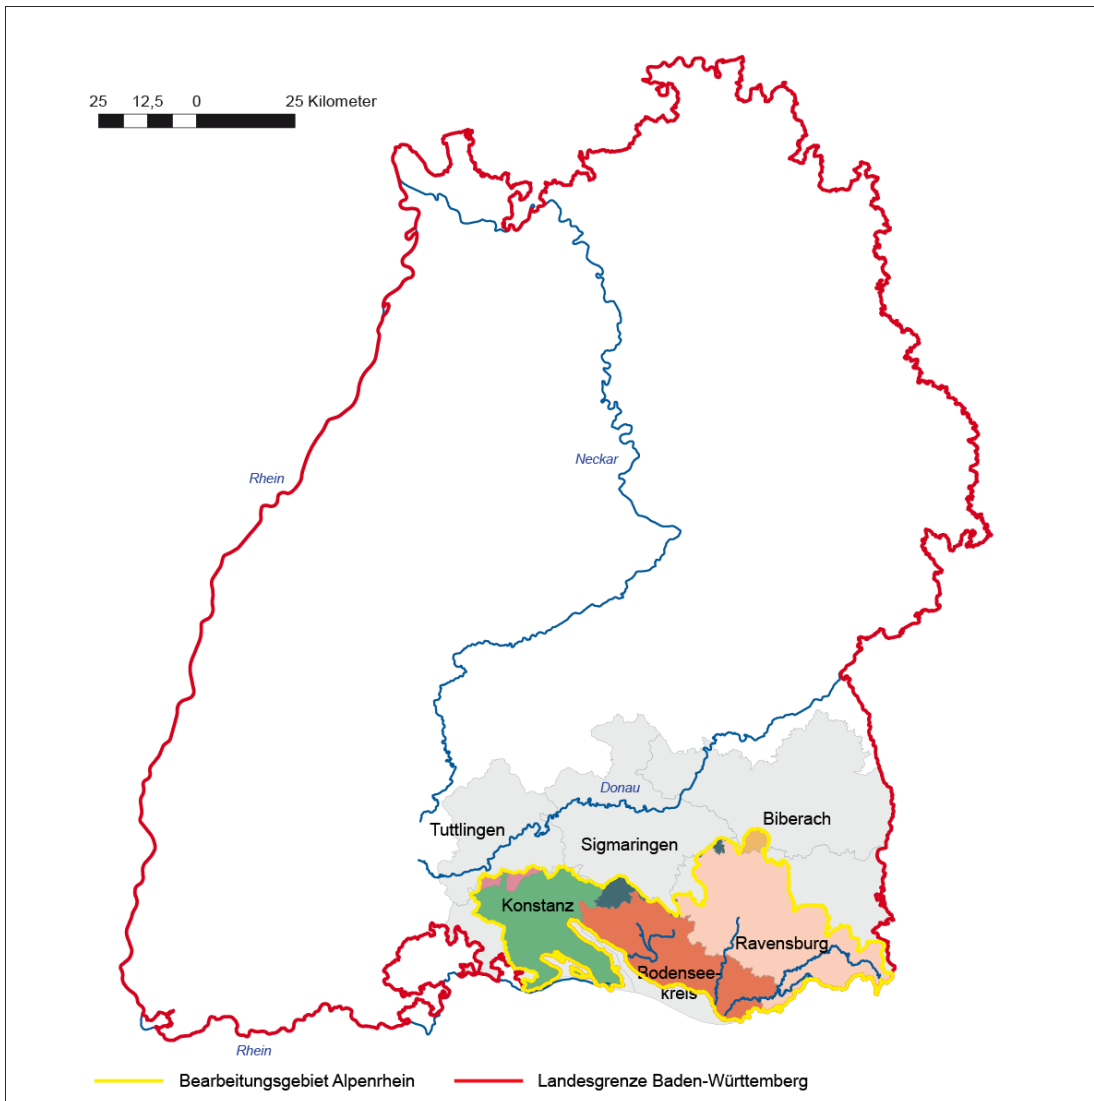 25 12,5 0 25 Kilometer
Rhein
Neckar
Donau
Tuttlingen
Biberach
Sigmaringen
Konstanz
Ravensburg
Bodensee-
kreis
Rhein
Bearbeitungsgebiet Alpenrhein
Landesgrenze Baden-Württemberg